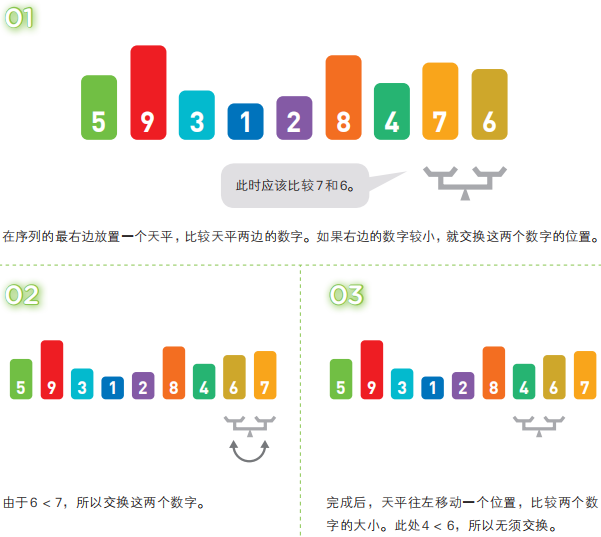 01
5 9 3 1 2 8 4 7 6
此时应该比较7和6。
在序列的最右边放置一个天平，比较天平两边的数字。如果右边的数字较小，就交换这两个数字的位置。
02
5 9 3 1 2 8 4 6 7
由于6 < 7，所以交换这两个数字。
03
5 9 3 1 2 8 4 6 7
完成后，天平往左移动一个位置，比较两个数
字的大小。此处4 < 6，所以无须交换。